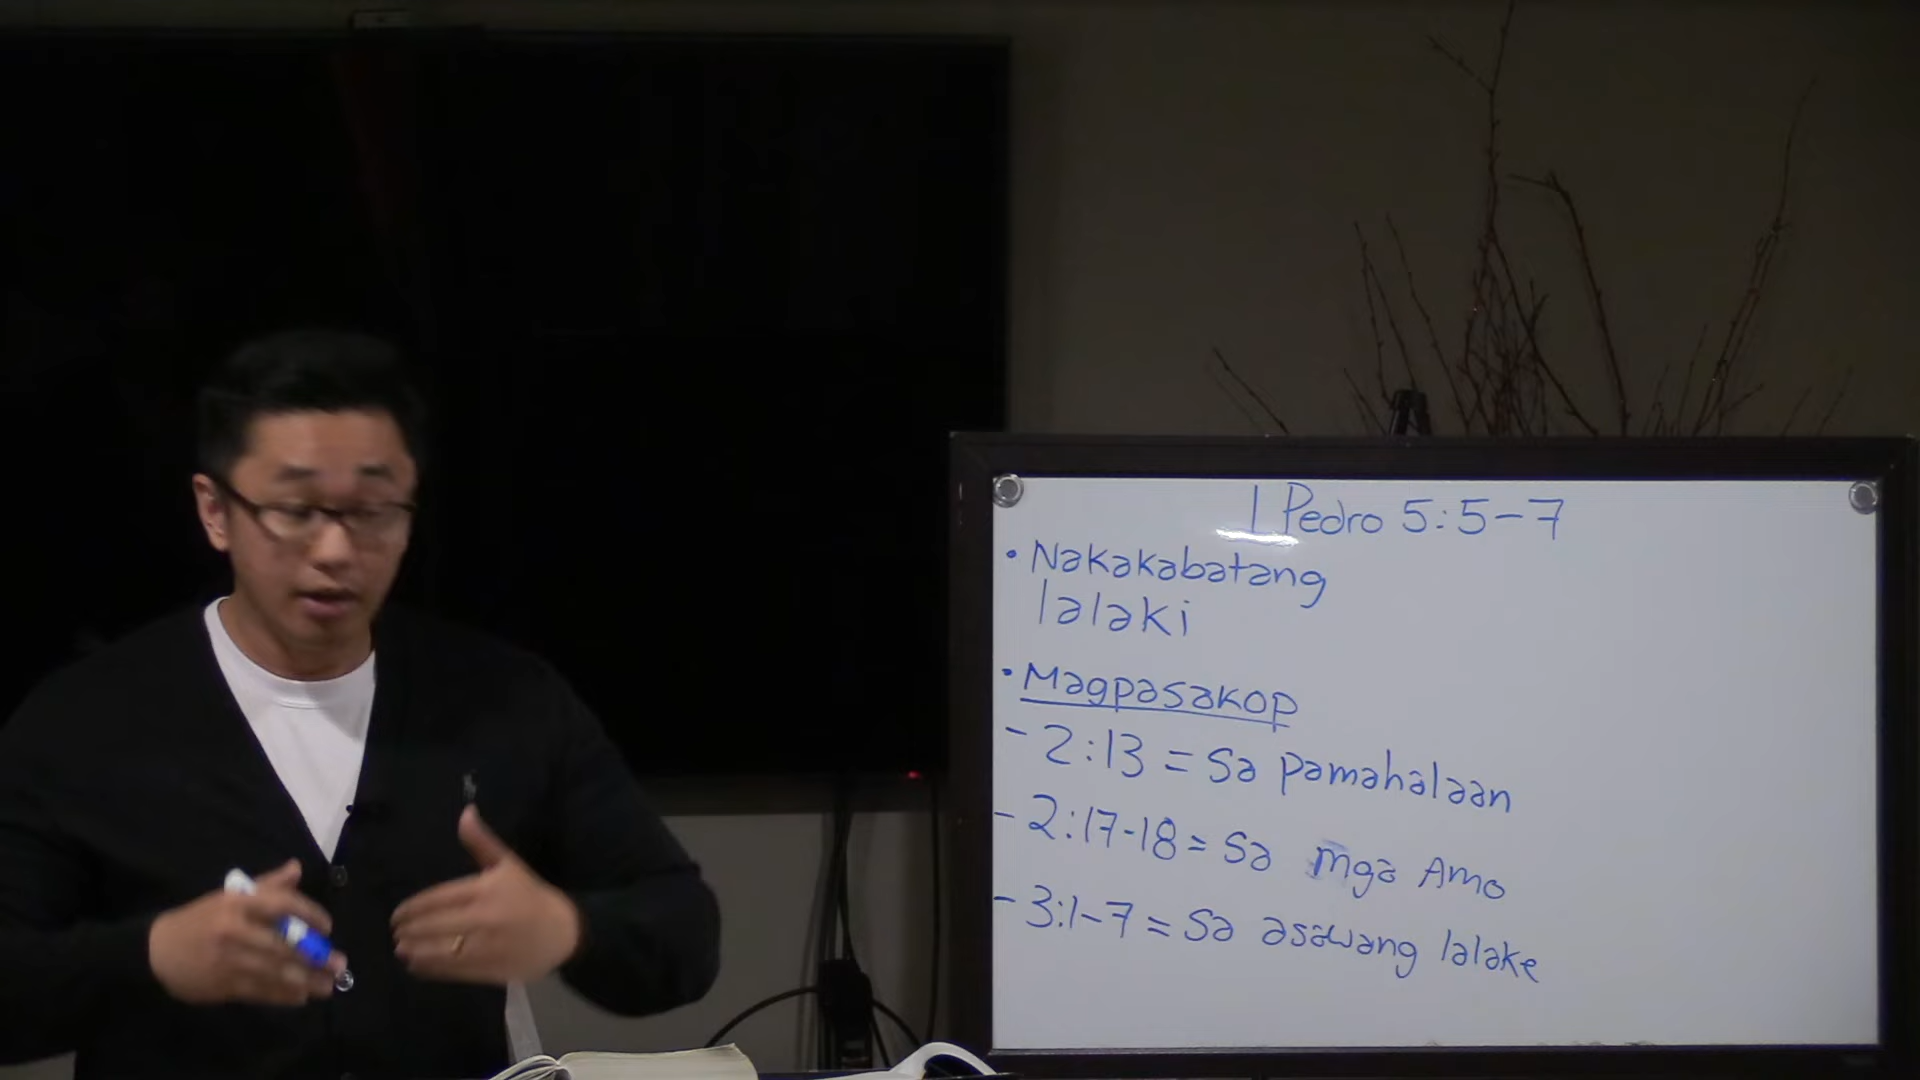 1 Pedro 5:5-7
• Nakakabatang
lalaki
• Magpasakop
- 2:13 = sa pamahalaan
- 2:17-18 = sa mga Amo
- 3:1-7 = sa asawang lalake